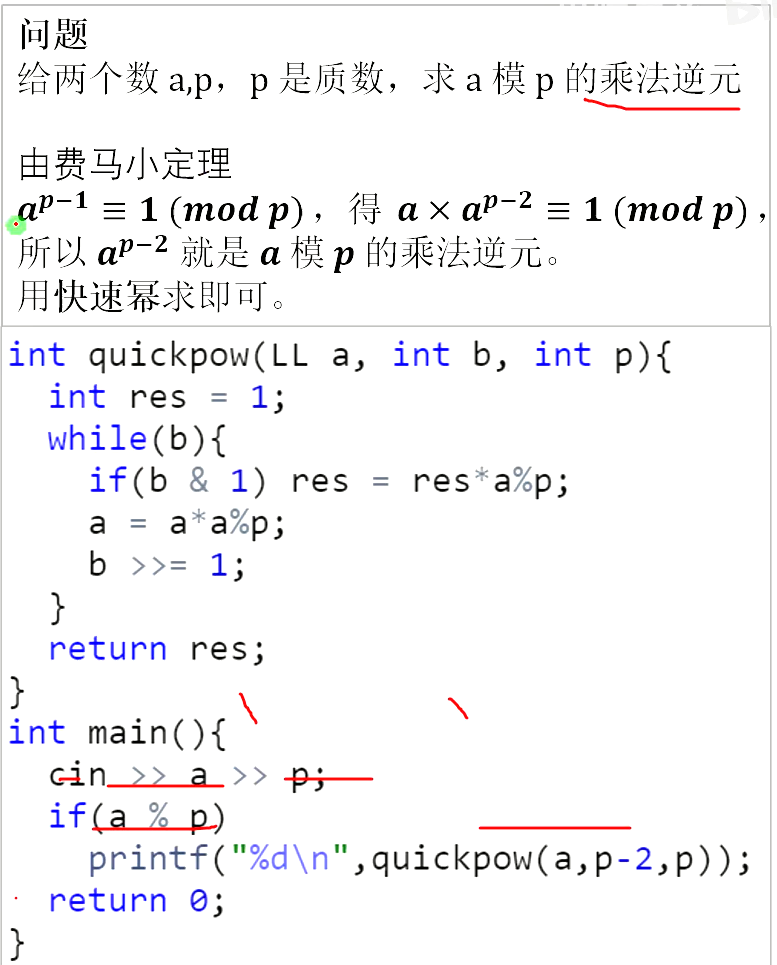 问题
给两个数 a,p，p 是质数，求 a 模 p 的乘法逆元
由费马小定理
a^{p−1} ≡ 1 (mod p)，得 a × a^{p−2} ≡ 1 (mod p)，
所以 a^{p−2} 就是 a 模 p 的乘法逆元。
用快速幂求即可。
int quickpow(LL a, int b, int p){
  int res = 1;
  while(b){
    if(b & 1) res = res*a%p;
    a = a*a%p;
    b >>= 1;
  }
  return res;
}
int main(){
  cin >> a >> p;
  if(a % p)
    printf("%d\n",quickpow(a,p-2,p));
  return 0;
}